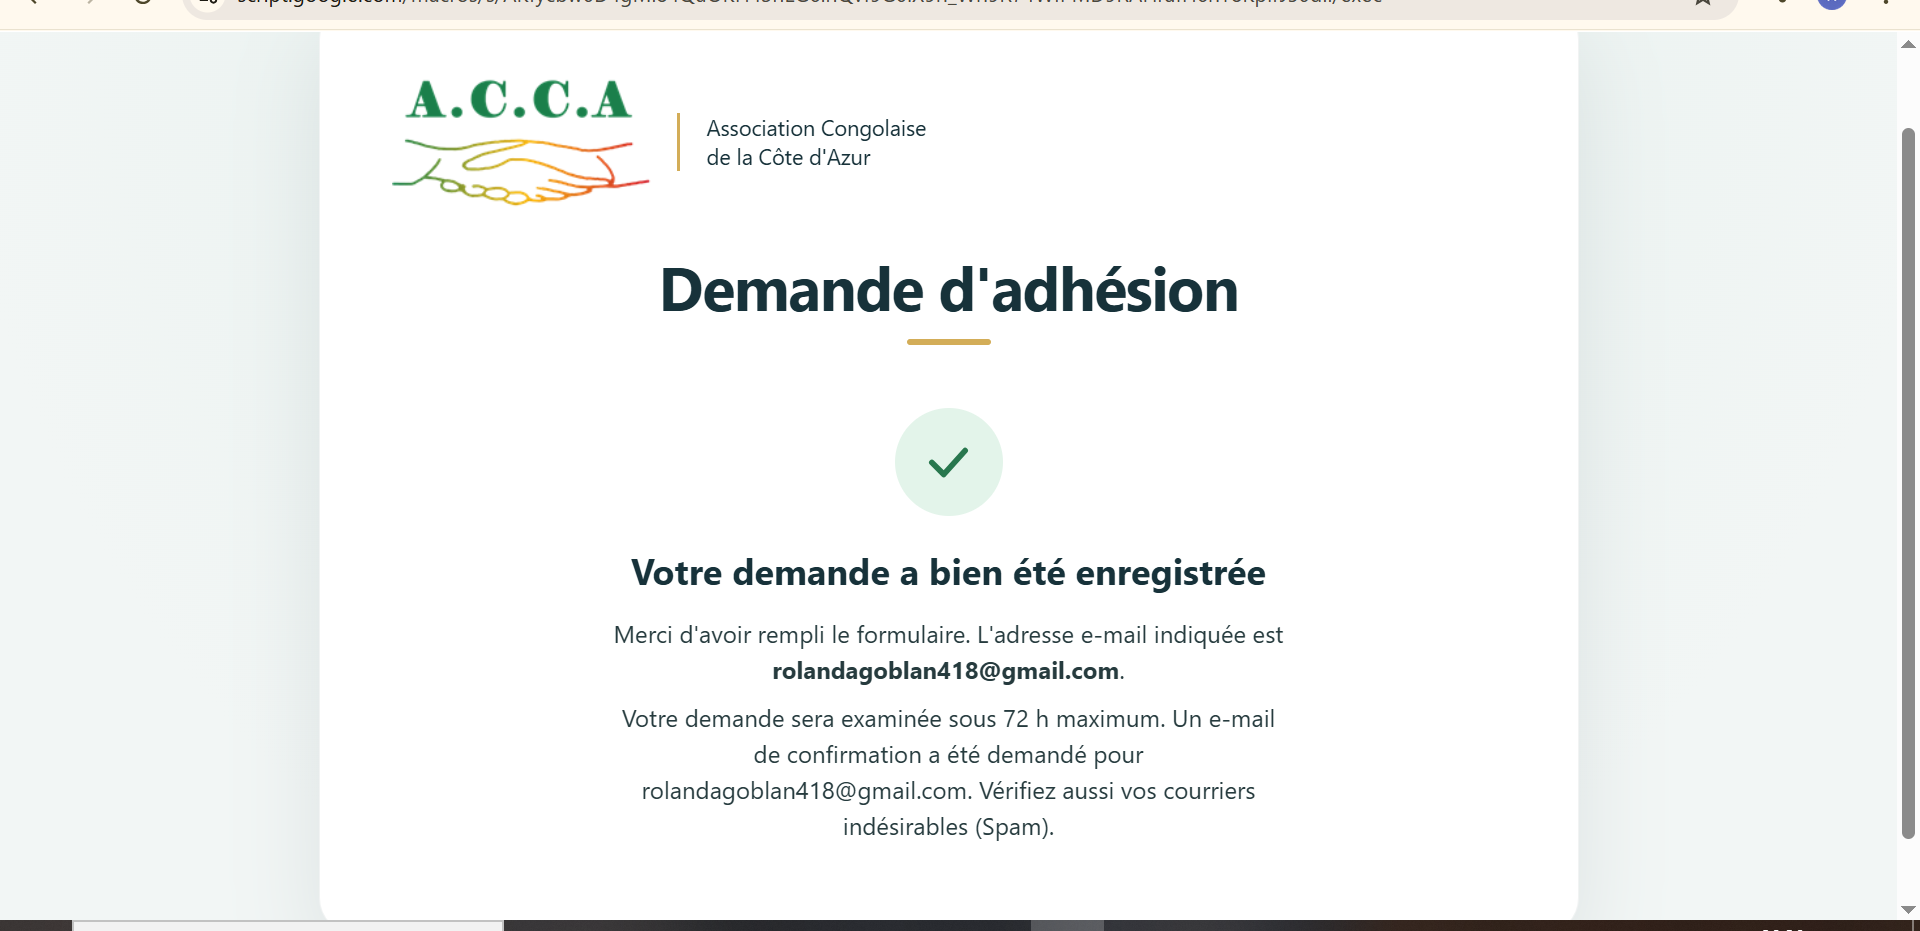 A.C.C.A
Association Congolaise
de la Côte d'Azur
Demande d'adhésion
Votre demande a bien été enregistrée
Merci d'avoir rempli le formulaire. L'adresse e-mail indiquée est
rolandagoblan418@gmail.com.
Votre demande sera examinée sous 72 h maximum. Un e-mail
de confirmation a été demandé pour
rolandagoblan418@gmail.com. Vérifiez aussi vos courriers
indésirables (Spam).